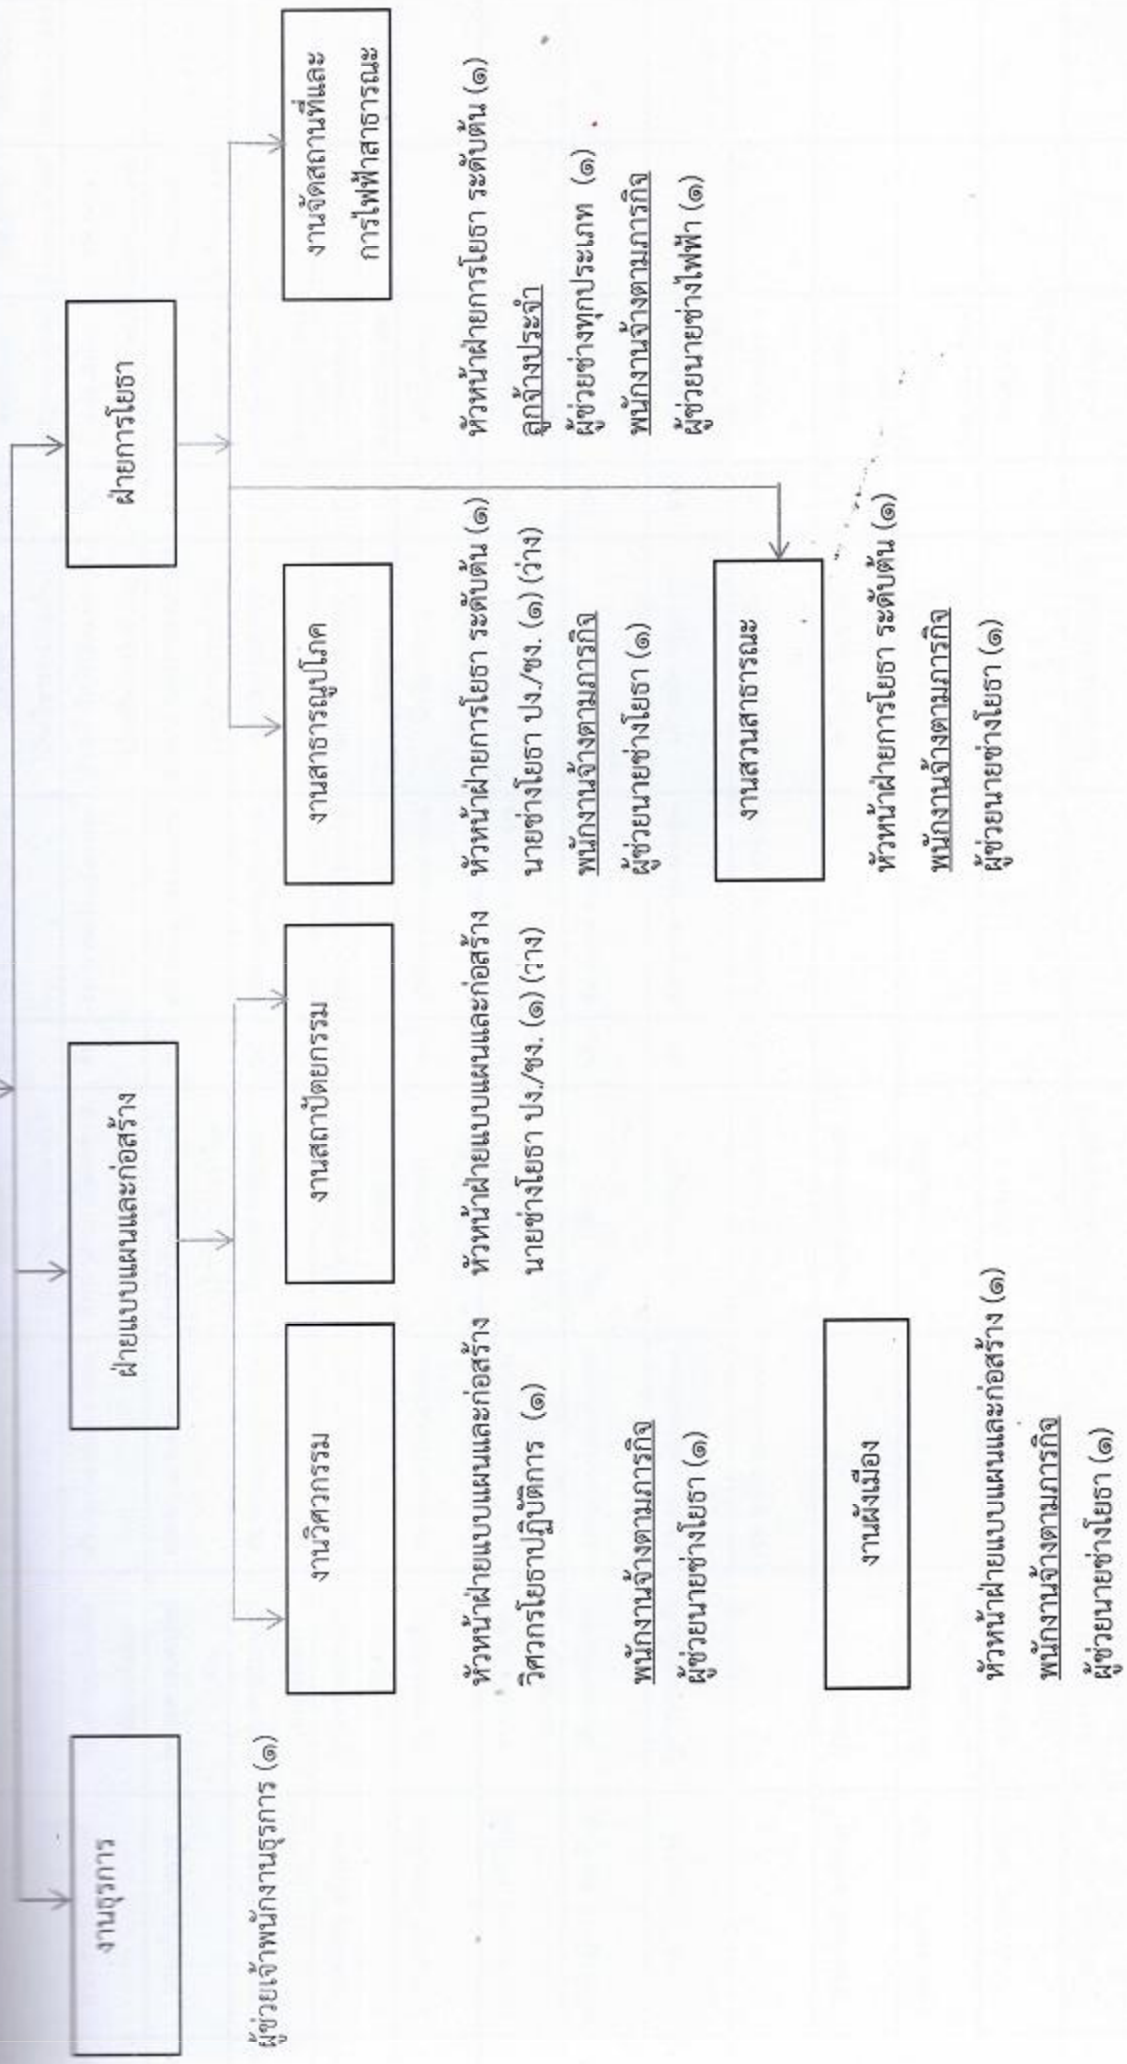 งานธุรการ
ฝ่ายแบบแผนและก่อสร้าง
ฝ่ายการโยธา
ผู้ช่วยเจ้าพนักงานธุรการ (๑)
งานวิศวกรรม
งานสถาปัตยกรรม
งานสาธารณูปโภค
งานจัดสถานที่และ
การไฟฟ้าสาธารณะ
หัวหน้าฝ่ายแบบแผนและก่อสร้าง
วิศวกรโยธาปฏิบัติการ (๑)
พนักงานจ้างตามภารกิจ
ผู้ช่วยนายช่างโยธา (๑)
หัวหน้าฝ่ายแบบแผนและก่อสร้าง
นายช่างโยธา ปง./ชง. (๑) (วาง)
หัวหน้าฝ่ายการโยธา ระดับต้น (๑)
นายช่างโยธา ปง./ชง. (๑) (ว่าง)
พนักงานจ้างตามภารกิจ
ผู้ช่วยนายช่างโยธา (๑)
หัวหน้าฝ่ายการโยธา ระดับต้น (๑)
ลูกจ้างประจำ
ผู้ช่วยช่างทุกประเภท (๑)
พนักงานจ้างตามภารกิจ
ผู้ช่วยนายช่างไฟฟ้า (๑)
งานผังเมือง
หัวหน้าฝ่ายแบบแผนและก่อสร้าง (๑)
พนักงานจ้างตามภารกิจ
ผู้ช่วยนายช่างโยธา (๑)
งานสวนสาธารณะ
หัวหน้าฝ่ายการโยธา ระดับต้น (๑)
พนักงานจ้างตามภารกิจ
ผู้ช่วยนายช่างโยธา (๑)